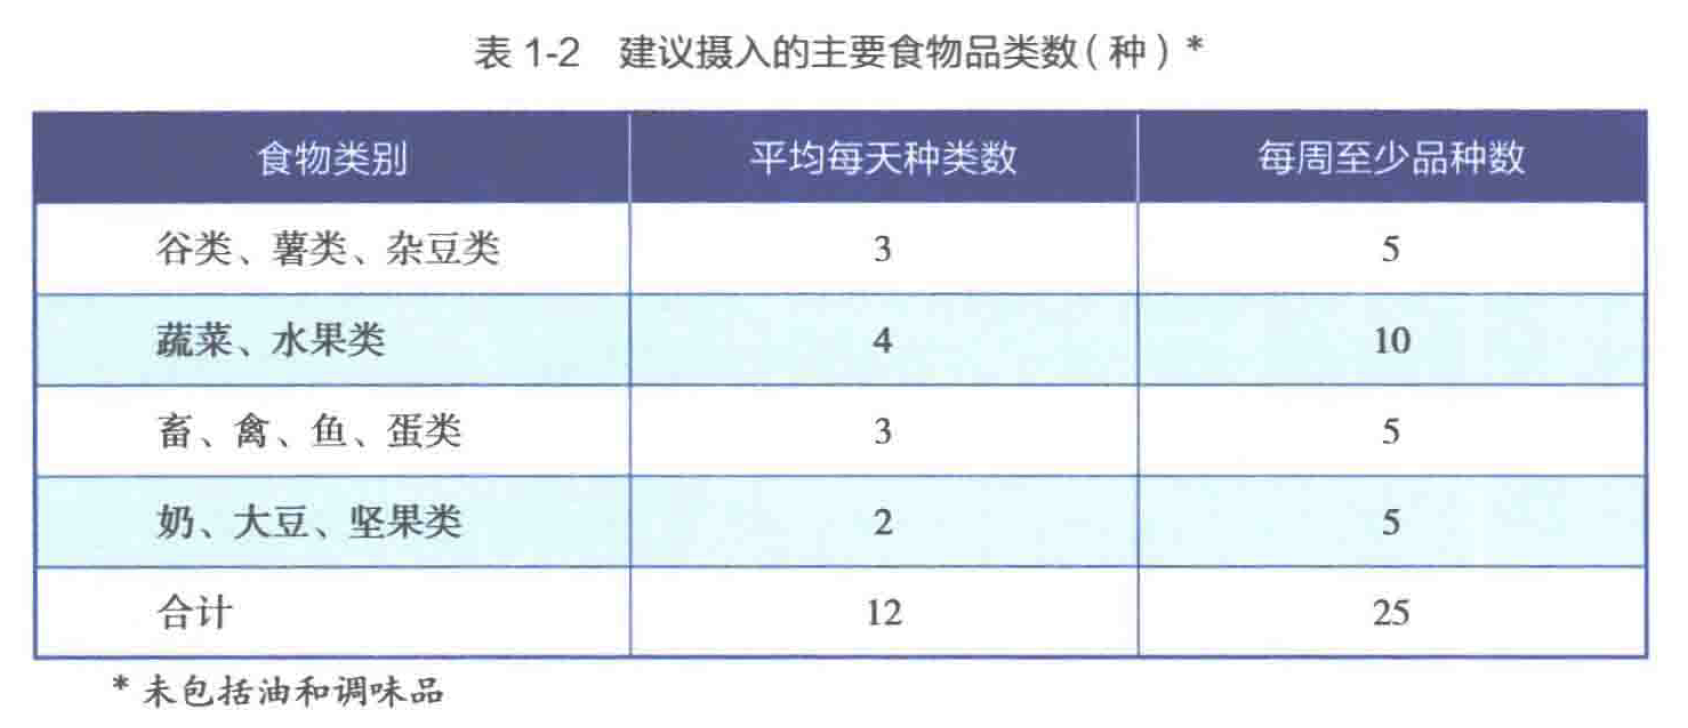 表 1-2 建议摄入的主要食物品类数(种)*
食物类别 平均每天种类数 每周至少品种数
谷类、薯类、杂豆类 3 5
蔬菜、水果类 4 10
畜、禽、鱼、蛋类 3 5
奶、大豆、坚果类 2 5
合计 12 25
* 未包括油和调味品